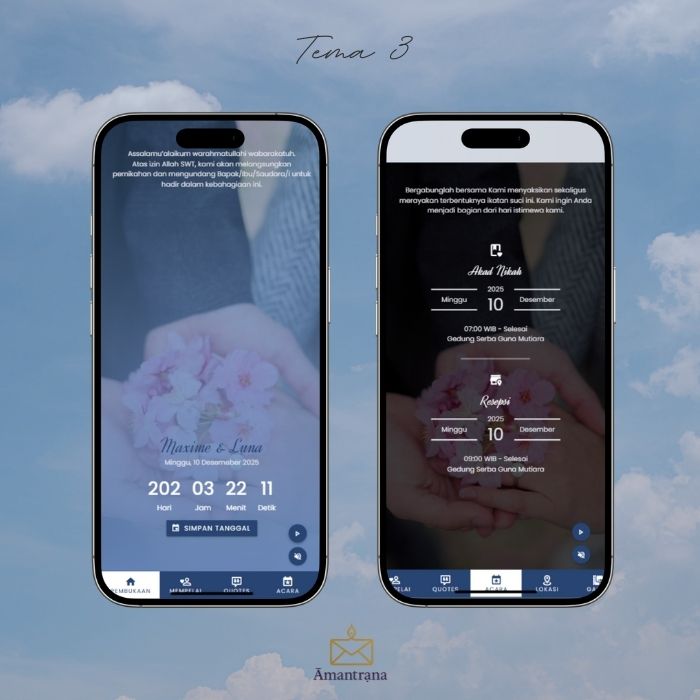 Tema 3
Assalamu'alaikum warahmatullahi wabarakatuh.
Atas izin Allah SWT, kami akan melangsungkan
pernikahan dan mengundang Bapak/Ibu/Saudara/i untuk
hadir dalam kebahagiaan ini.
Maxime & Luna
Minggu, 10 Desember 2025
202 03 22 11
Hari Jam Menit Detik
SIMPAN TANGGAL
PEMBUKAAN MEMPELAI QUOTES ACARA
Bergabunglah bersama Kami menyaksikan sekaligus
merayakan terbentuknya ikatan suci ini. Kami ingin Anda
menjadi bagian dari hari istimewa kami.
Akad Nikah
2025
Minggu 10 Desember
07:00 WIB - Selesai
Gedung Serba Guna Mutiara
Resepsi
2025
Minggu 10 Desember
09:00 WIB - Selesai
Gedung Serba Guna Mutiara
MPELAI QUOTES ACARA LOKASI GA
Āmantraṇa